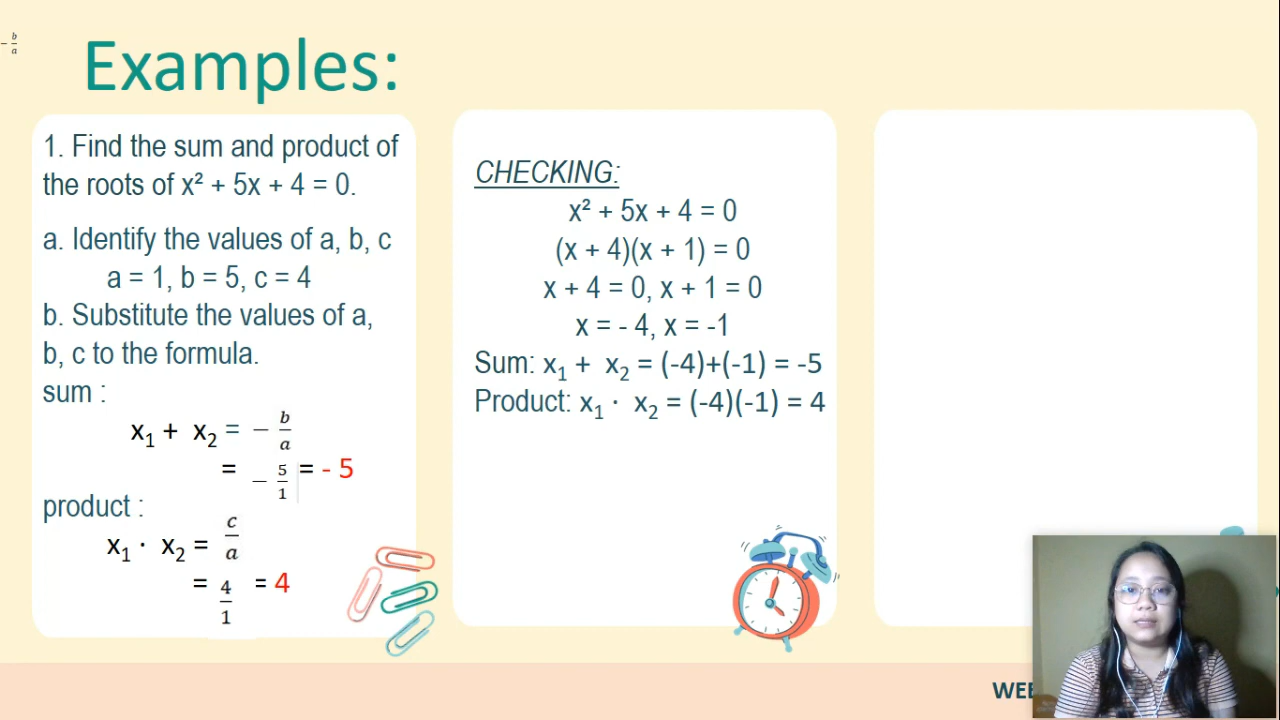 - b/a
Examples:
1. Find the sum and product of
the roots of x² + 5x + 4 = 0.
a. Identify the values of a, b, c
a = 1, b = 5, c = 4
b. Substitute the values of a,
b, c to the formula.
sum :
x₁ + x₂ = − b/a
= − 5/1 = - 5
product :
x₁ · x₂ = c/a
= 4/1 = 4
CHECKING:
x² + 5x + 4 = 0
(x + 4)(x + 1) = 0
x + 4 = 0, x + 1 = 0
x = - 4, x = -1
Sum: x₁ + x₂ = (-4)+(-1) = -5
Product: x₁ · x₂ = (-4)(-1) = 4